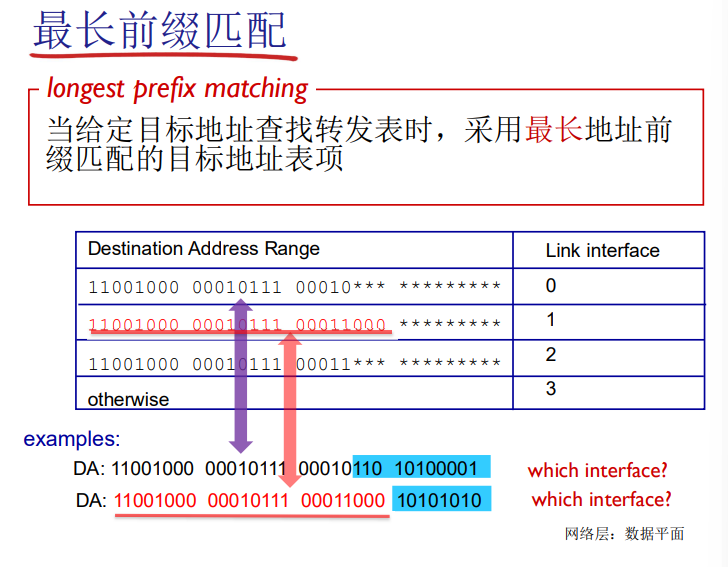 最长前缀匹配
longest prefix matching
当给定目标地址查找转发表时，采用最长地址前
缀匹配的目标地址表项
Destination Address Range Link interface
11001000 00010111 00010*** ********* 0
11001000 00010111 00011000 ********* 1
11001000 00010111 00011*** ********* 2
otherwise 3
examples:
DA: 11001000 00010111 00010110 10100001 which interface?
DA: 11001000 00010111 00011000 10101010 which interface?
网络层：数据平面